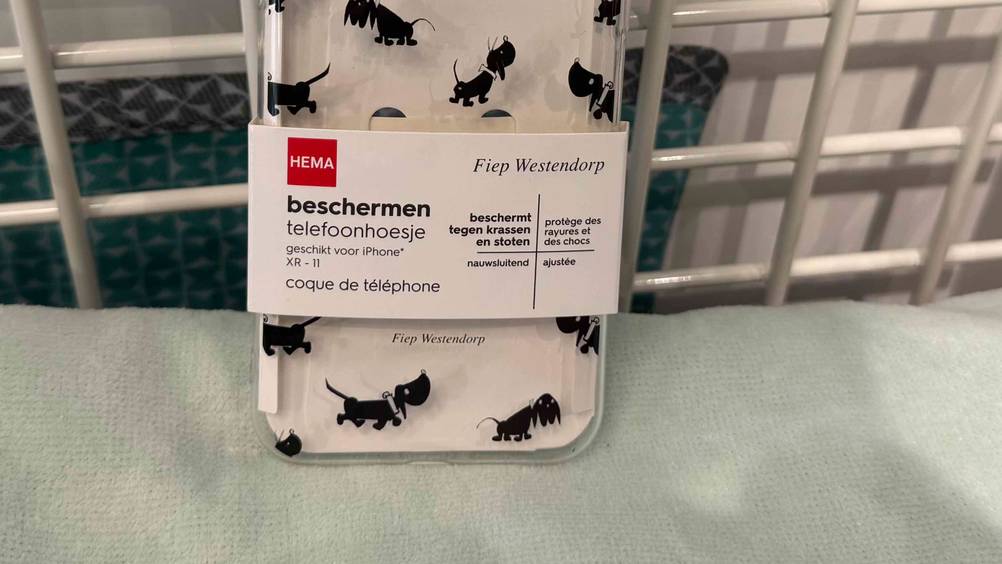 HEMA
Fiep Westendorp
beschermen
telefoonhoesje
geschikt voor iPhone*
XR - 11
coque de téléphone
beschermt
tegen krassen
en stoten
nauwsluitend
protège des
rayures et
des chocs
ajustée
Fiep Westendorp